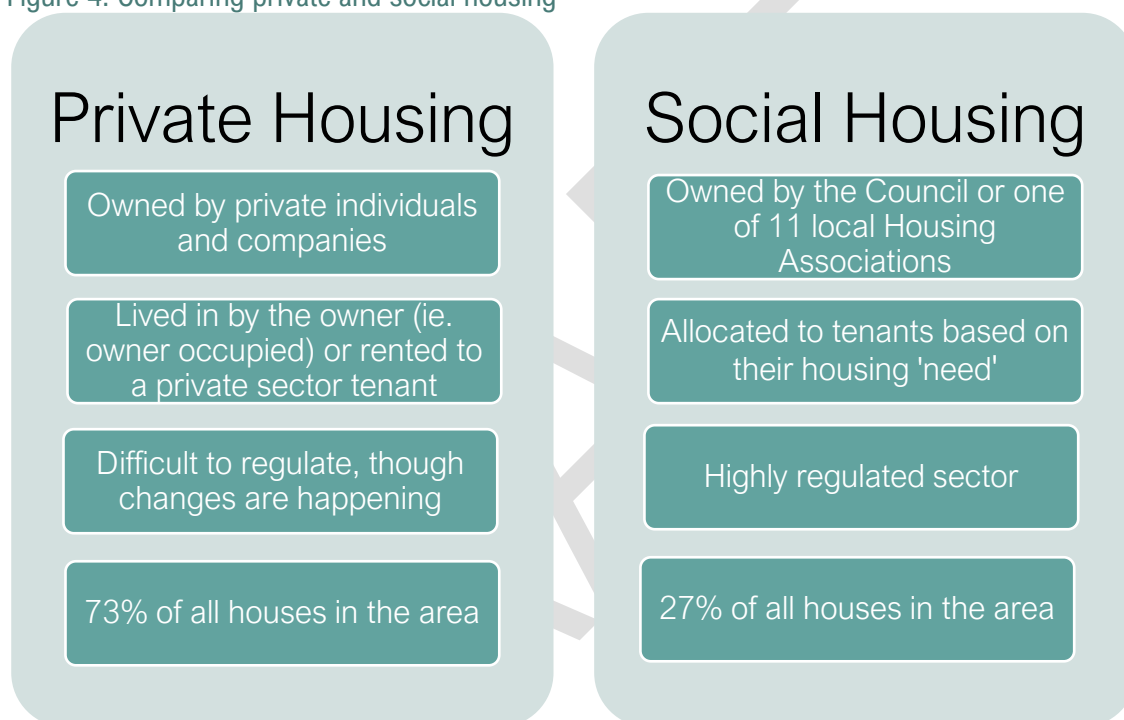 Figure 4: Comparing private and social housing
Private Housing
Owned by private individuals
and companies
Lived in by the owner (ie.
owner occupied) or rented to
a private sector tenant
Difficult to regulate, though
changes are happening
73% of all houses in the area
Social Housing
Owned by the Council or one
of 11 local Housing
Associations
Allocated to tenants based on
their housing 'need'
Highly regulated sector
27% of all houses in the area